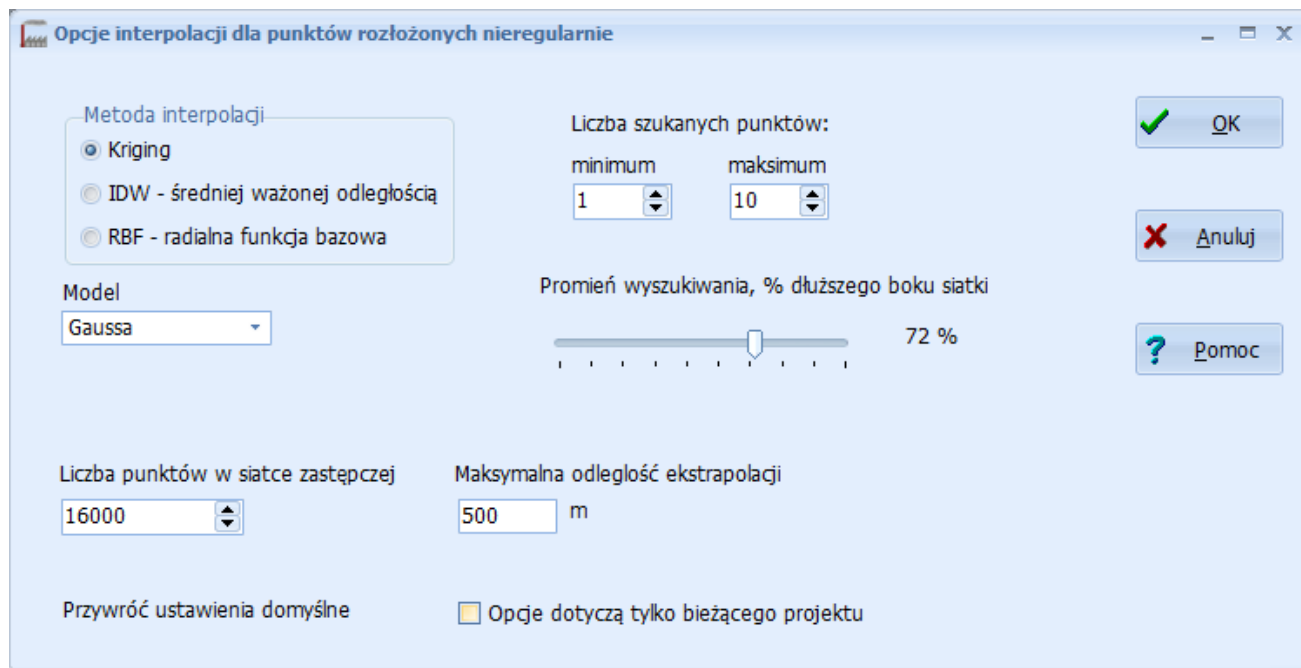 Opcje interpolacji dla punktów rozłożonych nieregularnie
Metoda interpolacji
Kriging
IDW - średniej ważonej odległością
RBF - radialna funkcja bazowa
Model
Gaussa
Liczba szukanych punktów:
minimum maksimum
1 10
Promień wyszukiwania, % dłuższego boku siatki
72 %
OK
Anuluj
Pomoc
Liczba punktów w siatce zastępczej
16000
Maksymalna odleglość ekstrapolacji
500 m
Przywróć ustawienia domyślne
Opcje dotyczą tylko bieżącego projektu